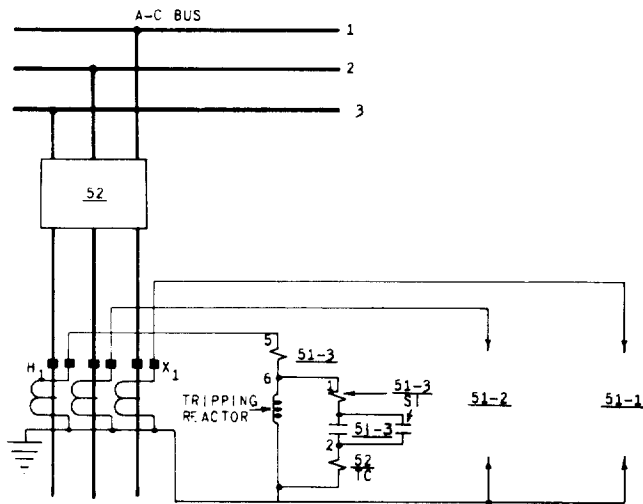 A-C BUS
1
2
3
52
H1
X1
5
51-3
6
TRIPPING
REACTOR
1
51-3
SI
51-3
2
52
TC
51-2
51-1